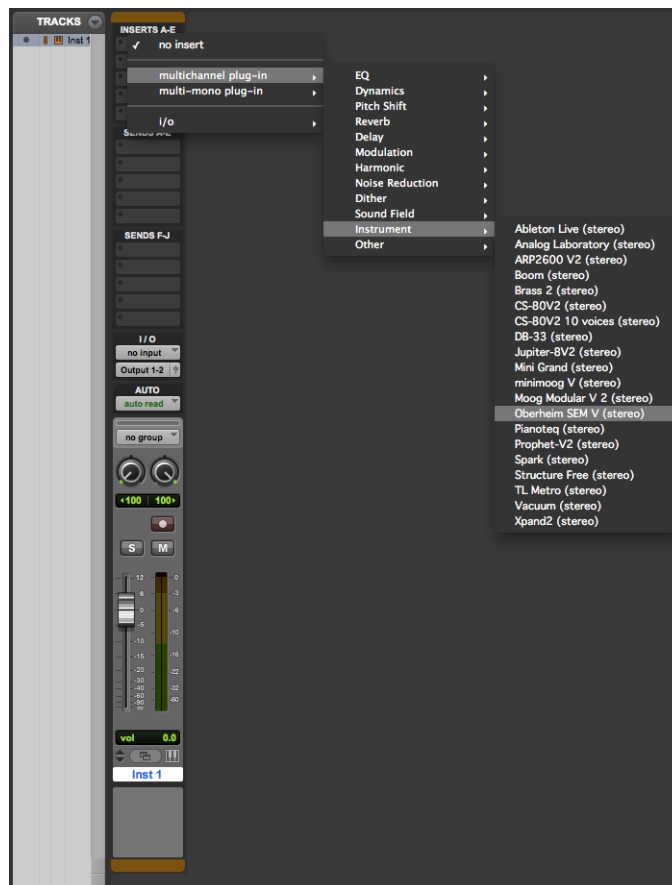 TRACKS
Inst 1
INSERTS A-E
✓ no insert
multichannel plug-in
multi-mono plug-in
i/o
EQ
Dynamics
Pitch Shift
Reverb
Delay
Modulation
Harmonic
Noise Reduction
Dither
Sound Field
Instrument
Other
Ableton Live (stereo)
Analog Laboratory (stereo)
ARP2600 V2 (stereo)
Boom (stereo)
Brass 2 (stereo)
CS-80V2 (stereo)
CS-80V2 10 voices (stereo)
DB-33 (stereo)
Jupiter-8V2 (stereo)
Mini Grand (stereo)
minimoog V (stereo)
Moog Modular V 2 (stereo)
Oberheim SEM V (stereo)
Pianoteq (stereo)
Prophet-V2 (stereo)
Spark (stereo)
Structure Free (stereo)
TL Metro (stereo)
Vacuum (stereo)
Xpand2 (stereo)
SENDS A-E
SENDS F-J
I / O
no input
Output 1-2
AUTO
auto read
no group
100 100
S M
12 0
6 -3
0 -6
-5
-10 -10
-15 -16
-20 -22
-30
-40 -32
-60 -60
-90
∞
vol 0.0
Inst 1